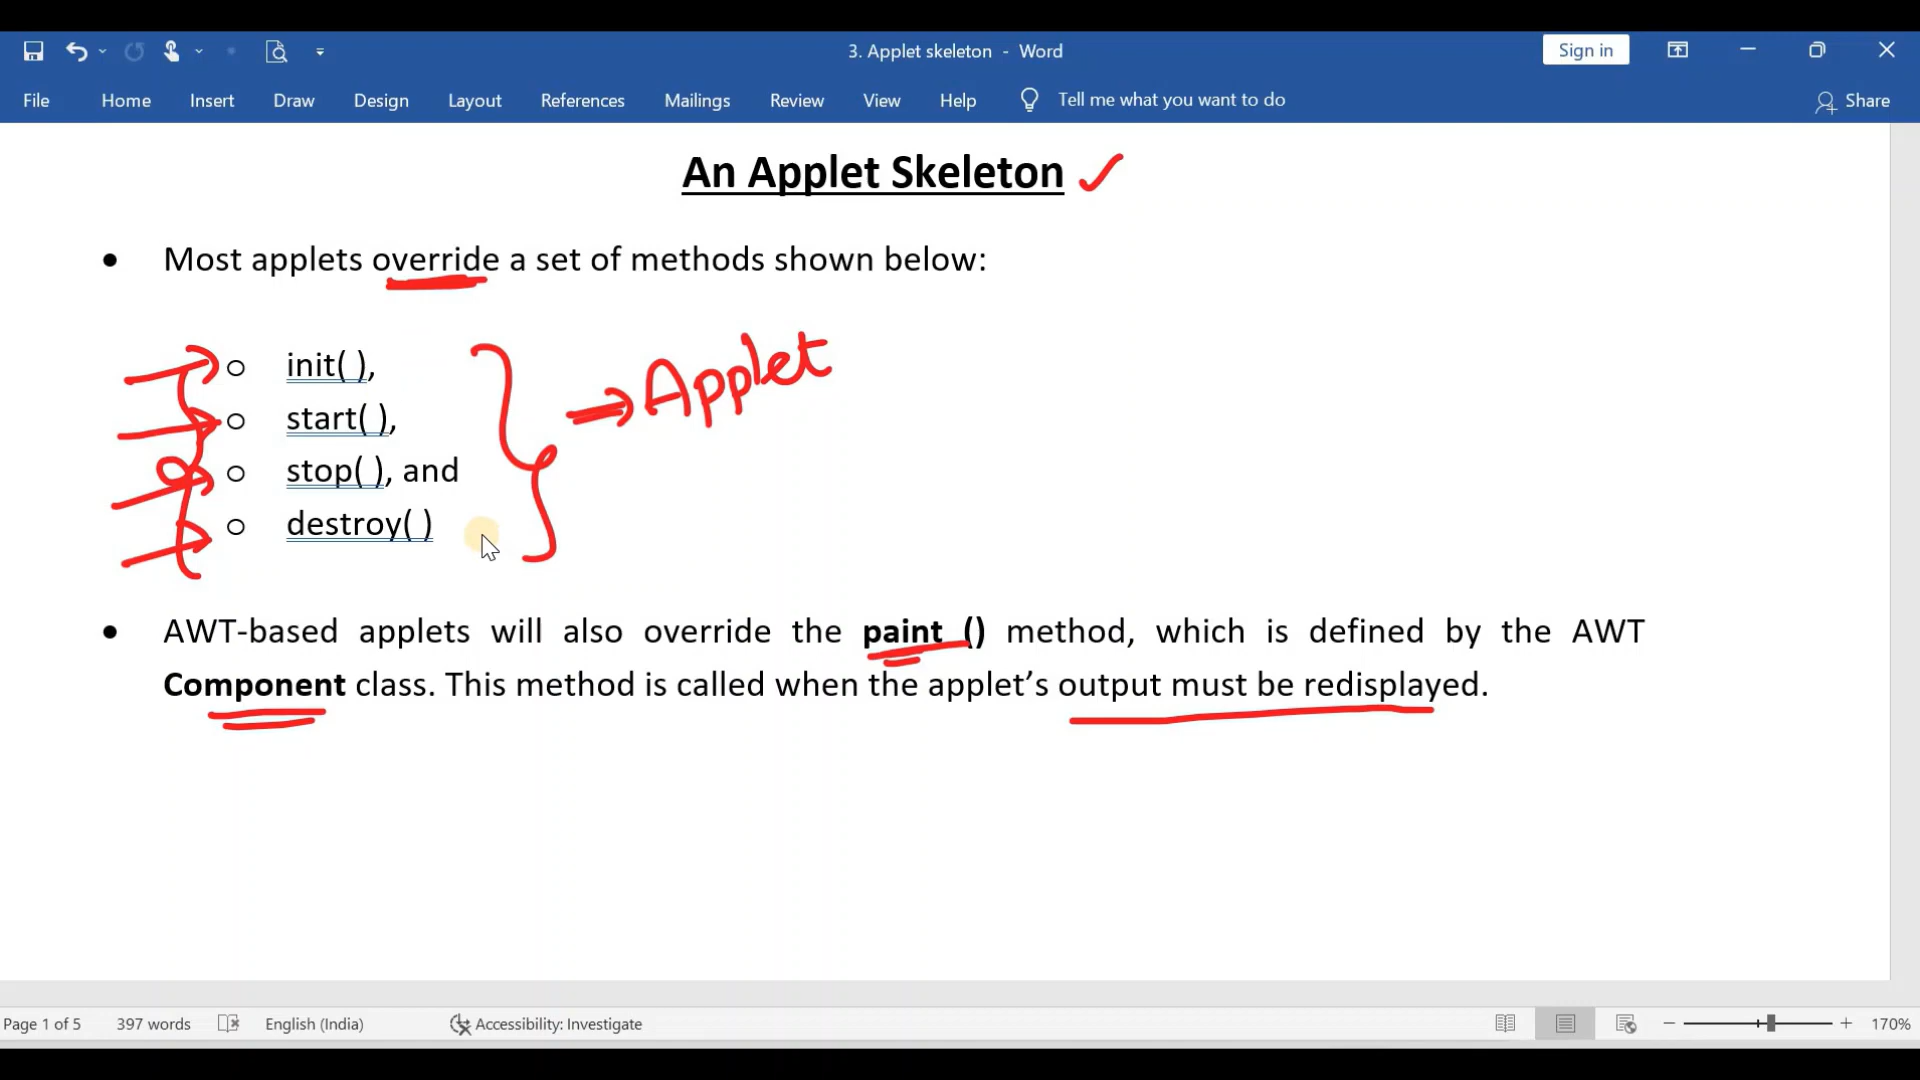 3. Applet skeleton - Word
Sign in
File Home Insert Draw Design Layout References Mailings Review View Help Tell me what you want to do Share
An Applet Skeleton
• Most applets override a set of methods shown below:
o init( ),
o start( ),
o stop( ), and
o destroy( )
Applet
• AWT-based applets will also override the paint () method, which is defined by the AWT
Component class. This method is called when the applet’s output must be redisplayed.
Page 1 of 5 397 words English (India) Accessibility: Investigate 170%